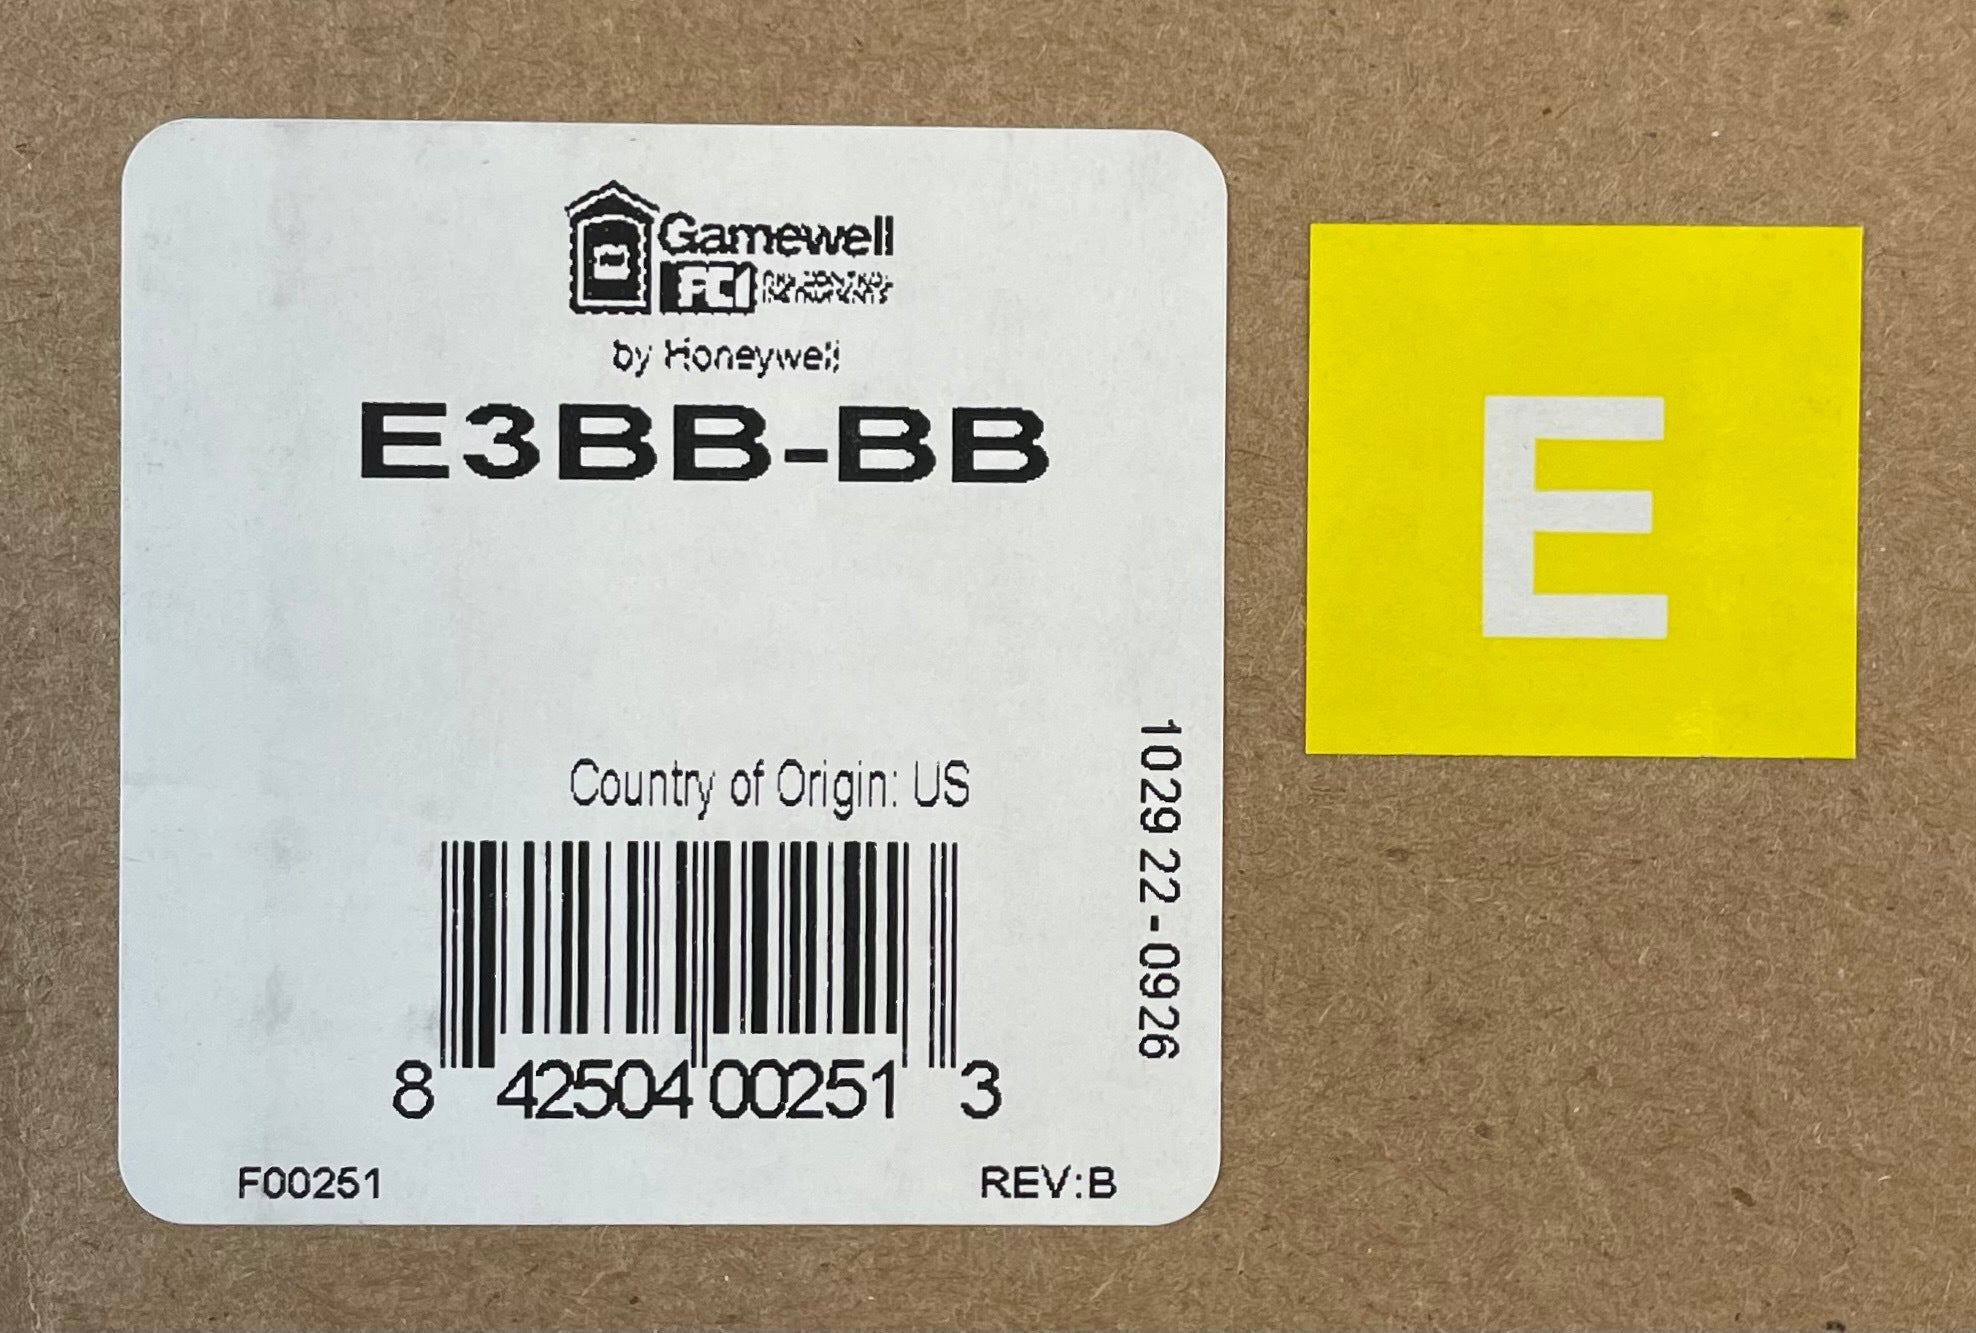 Gamewell
FCI
by Honeywell
E3BB-BB
E
Country of Origin: US
1029 22-0926
8 42504 00251 3
F00251
REV:B